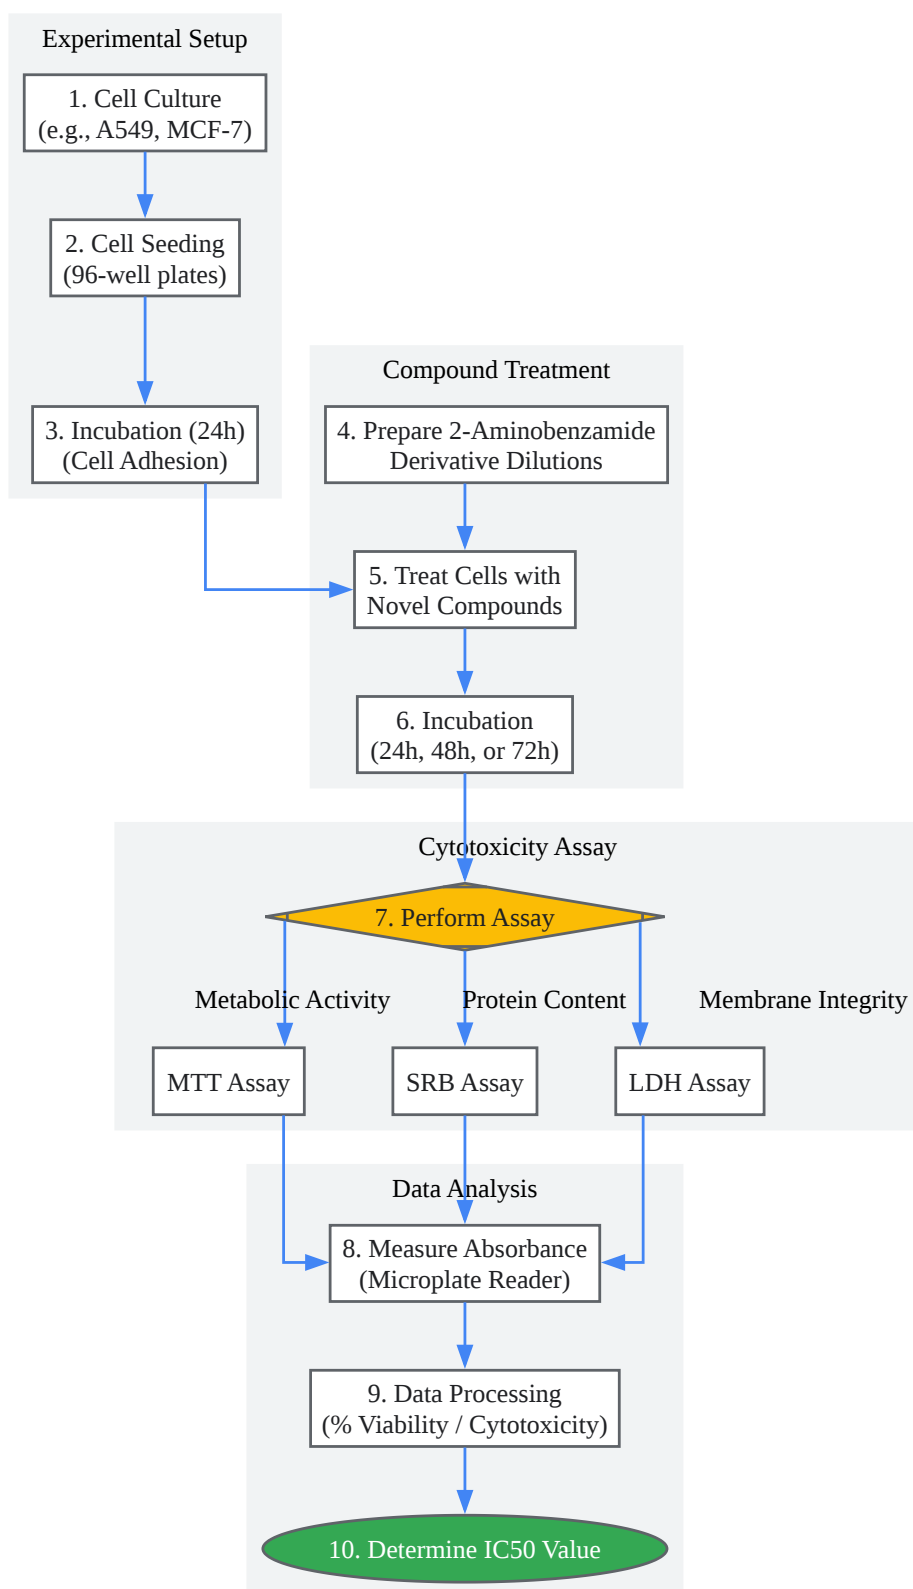 Experimental Setup
1. Cell Culture
(e.g., A549, MCF-7)
2. Cell Seeding
(96-well plates)
3. Incubation (24h)
(Cell Adhesion)
Compound Treatment
4. Prepare 2-Aminobenzamide
Derivative Dilutions
5. Treat Cells with
Novel Compounds
6. Incubation
(24h, 48h, or 72h)
Cytotoxicity Assay
7. Perform Assay
Metabolic Activity
Protein Content
Membrane Integrity
MTT Assay
SRB Assay
LDH Assay
Data Analysis
8. Measure Absorbance
(Microplate Reader)
9. Data Processing
(% Viability / Cytotoxicity)
10. Determine IC50 Value